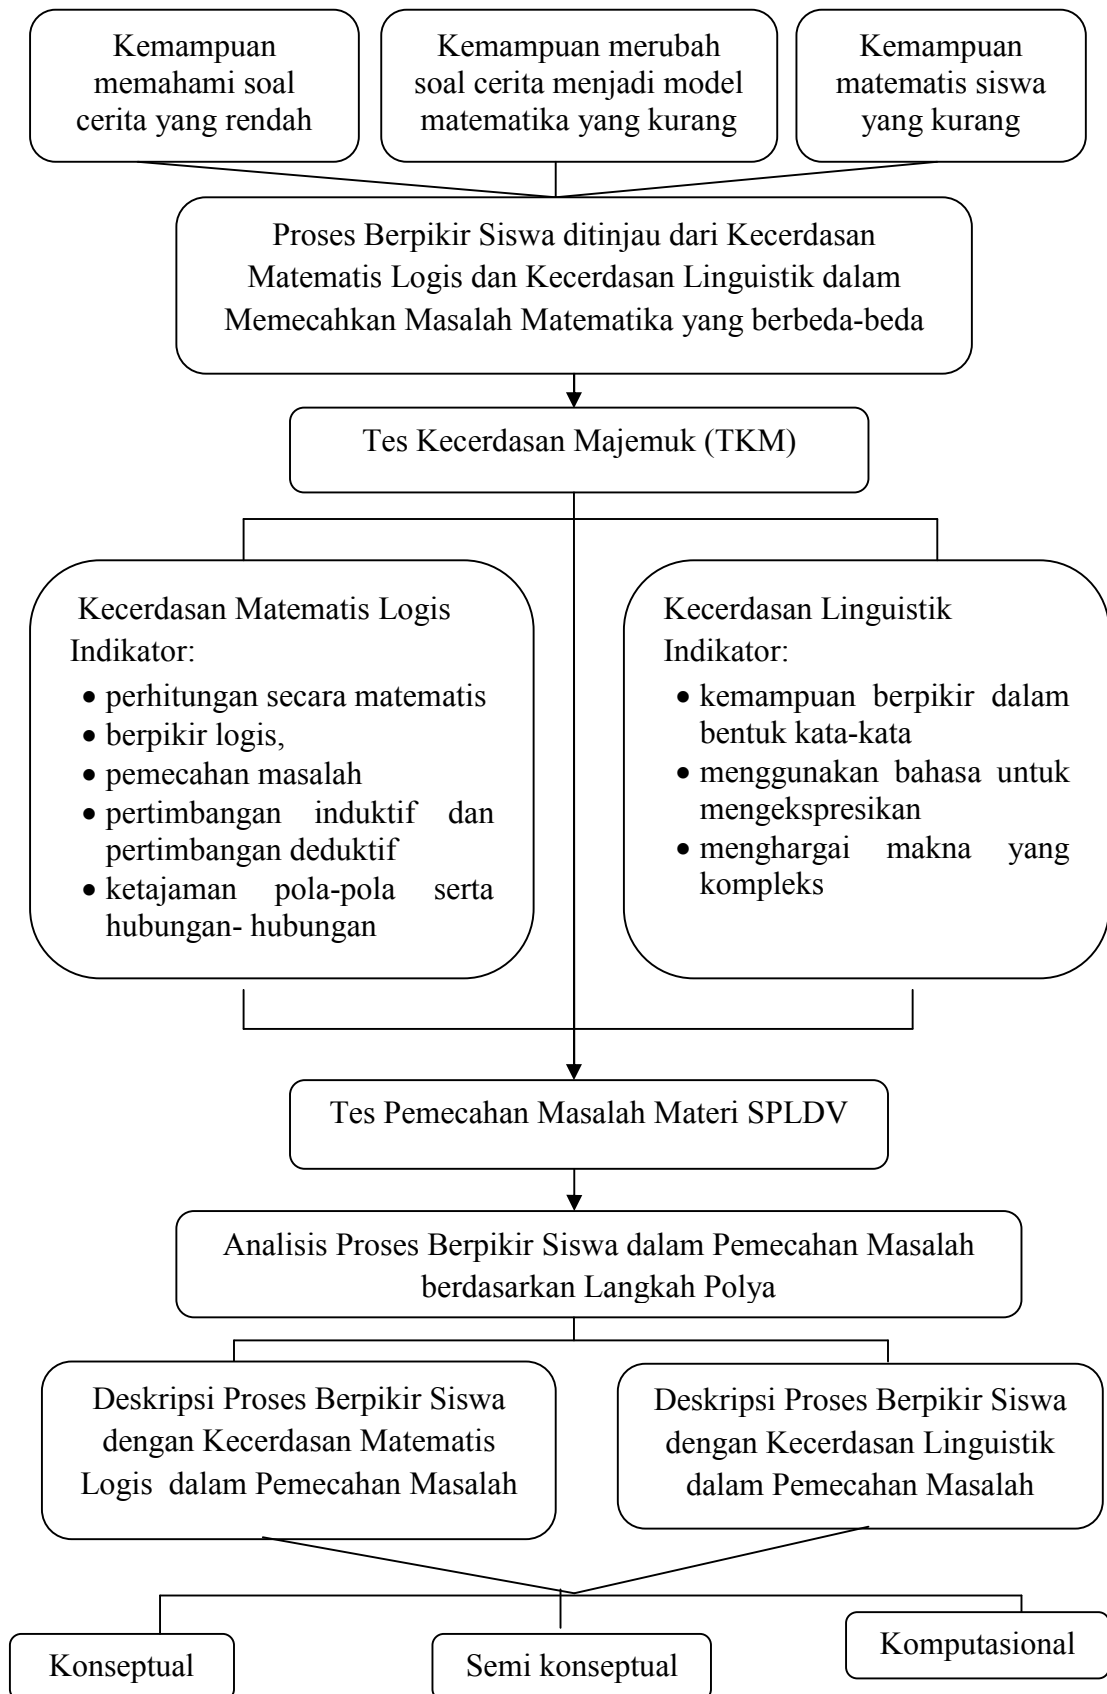 Kemampuan
memahami soal
cerita yang rendah
Kemampuan merubah
soal cerita menjadi model
matematika yang kurang
Kemampuan
matematis siswa
yang kurang
Proses Berpikir Siswa ditinjau dari Kecerdasan
Matematis Logis dan Kecerdasan Linguistik dalam
Memecahkan Masalah Matematika yang berbeda-beda
Tes Kecerdasan Majemuk (TKM)
Kecerdasan Matematis Logis
Indikator:
• perhitungan secara matematis
• berpikir logis,
• pemecahan masalah
• pertimbangan induktif dan
pertimbangan deduktif
• ketajaman pola-pola serta
hubungan- hubungan
Kecerdasan Linguistik
Indikator:
• kemampuan berpikir dalam
bentuk kata-kata
• menggunakan bahasa untuk
mengekspresikan
• menghargai makna yang
kompleks
Tes Pemecahan Masalah Materi SPLDV
Analisis Proses Berpikir Siswa dalam Pemecahan Masalah
berdasarkan Langkah Polya
Deskripsi Proses Berpikir Siswa
dengan Kecerdasan Matematis
Logis dalam Pemecahan Masalah
Deskripsi Proses Berpikir Siswa
dengan Kecerdasan Linguistik
dalam Pemecahan Masalah
Konseptual
Semi konseptual
Komputasional